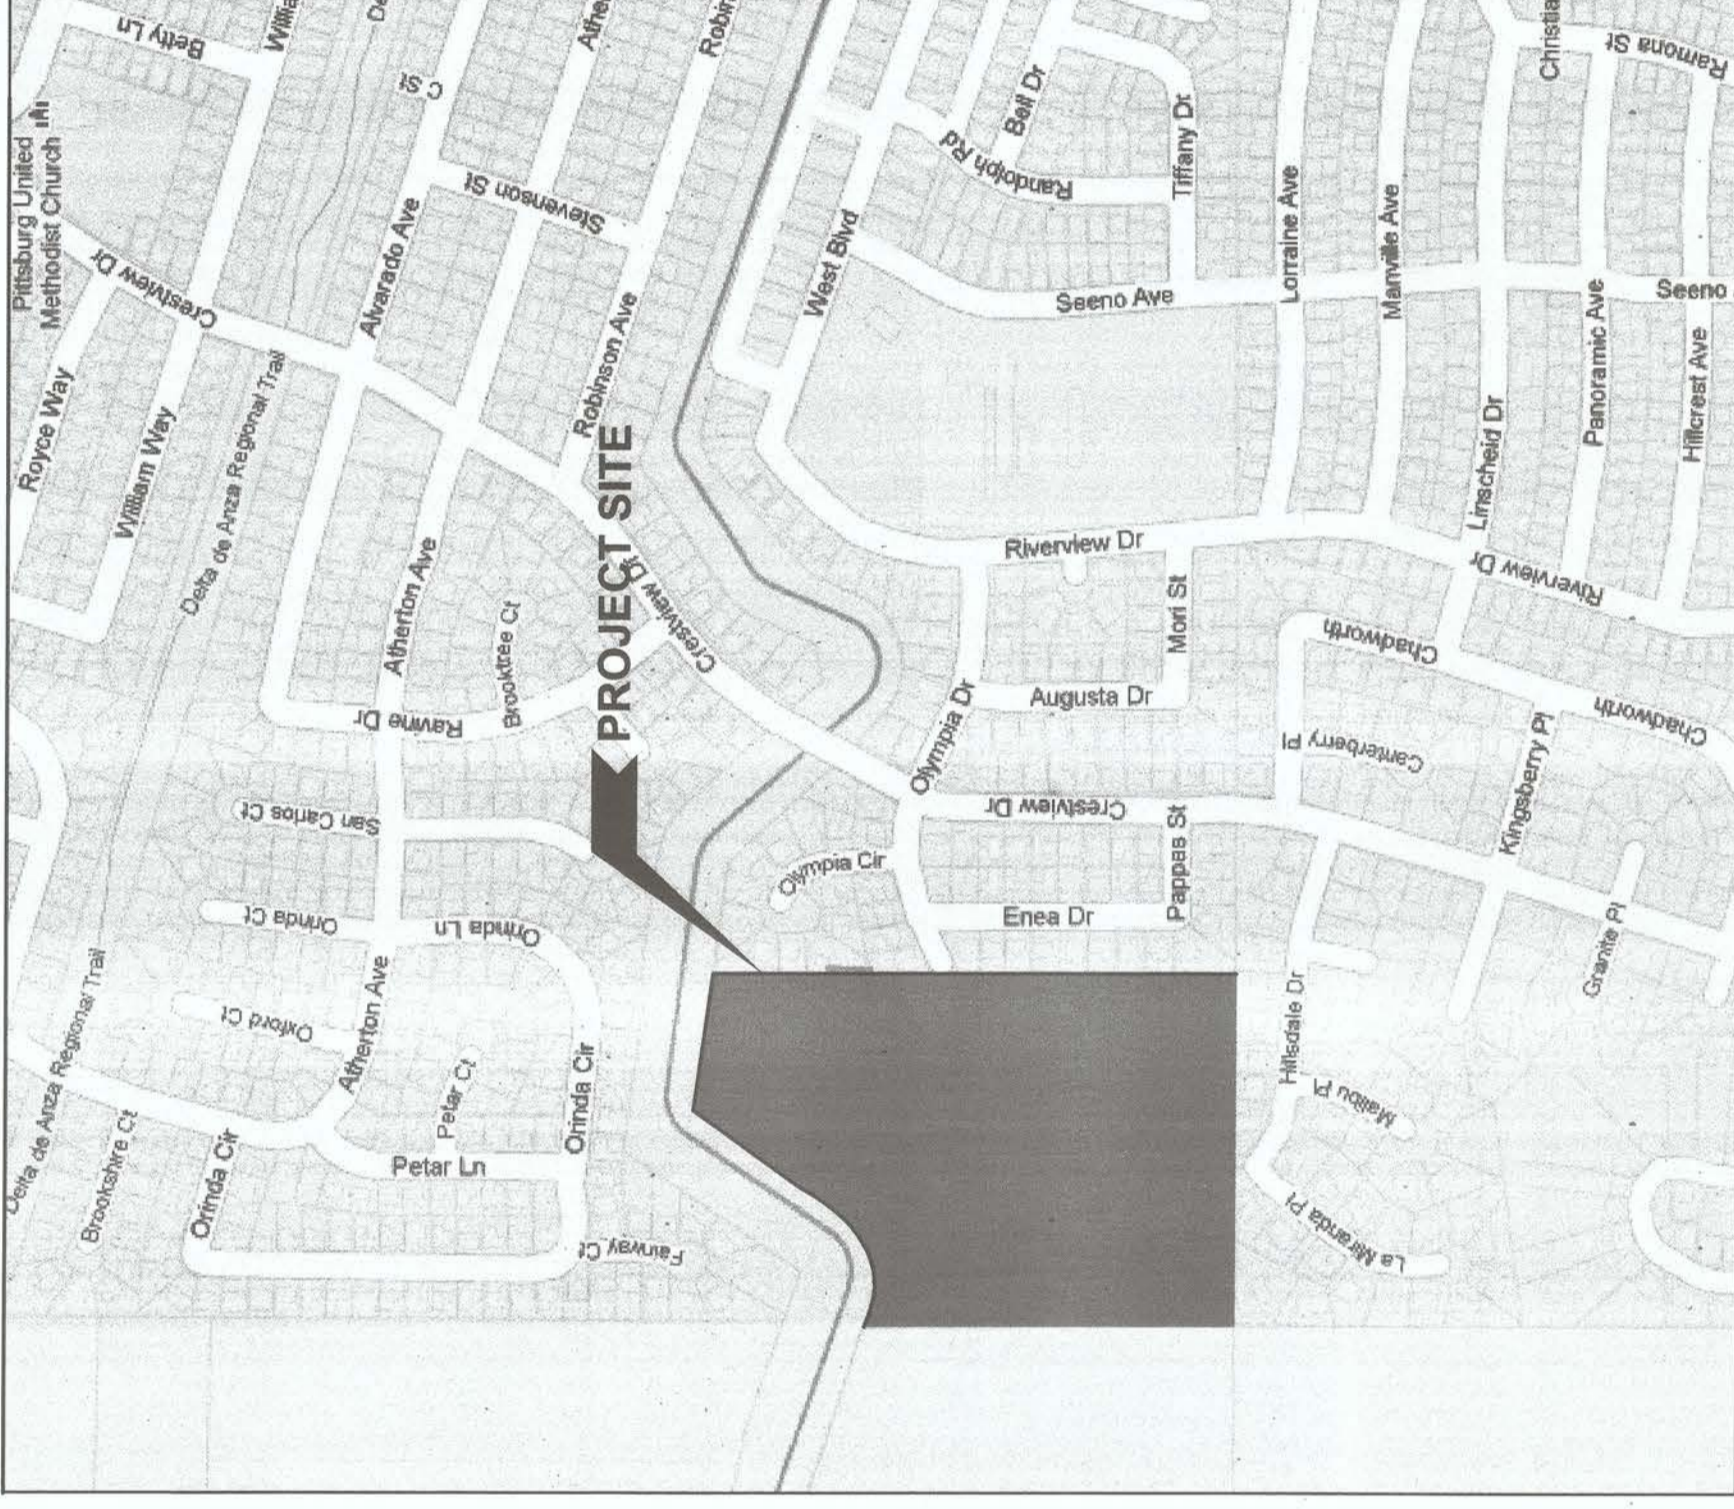 Betty Ln
C St
Pittsburg United
Methodist Church
Crestview Dr
Alvarado Ave
Stevenson St
Royce Way
William Way
Delta de Anza Regional Trail
Robinson Ave
PROJECT SITE
Atherton Ave
Brooktree Ct
Crestview Dr
Ravine Dr
San Carlos Ct
Orinda Ct
Orinda Ln
Delta de Anza Regional Trail
Oxford Ct
Atherton Ave
Petar Ct
Orinda Cir
Brookshire Ct
Orinda Cir
Petar Ln
Fairway Ct
Bell Dr
Randolph Rd
Tiffany Dr
West Blvd
Seeno Ave
Lorraine Ave
Manville Ave
Ramona St
Christia
Seeno
Panoramic Ave
Hillcrest Ave
Linscheid Dr
Riverview Dr
Riverview Dr
Mori St
Chadworth
Chadworth
Augusta Dr
Olympia Dr
Canterberry Pl
Kingsberry Pl
Crestview Dr
Pappas St
Olympia Cir
Enea Dr
Granite Pl
Hillsdale Dr
Malibu Pl
La Miranda Pl